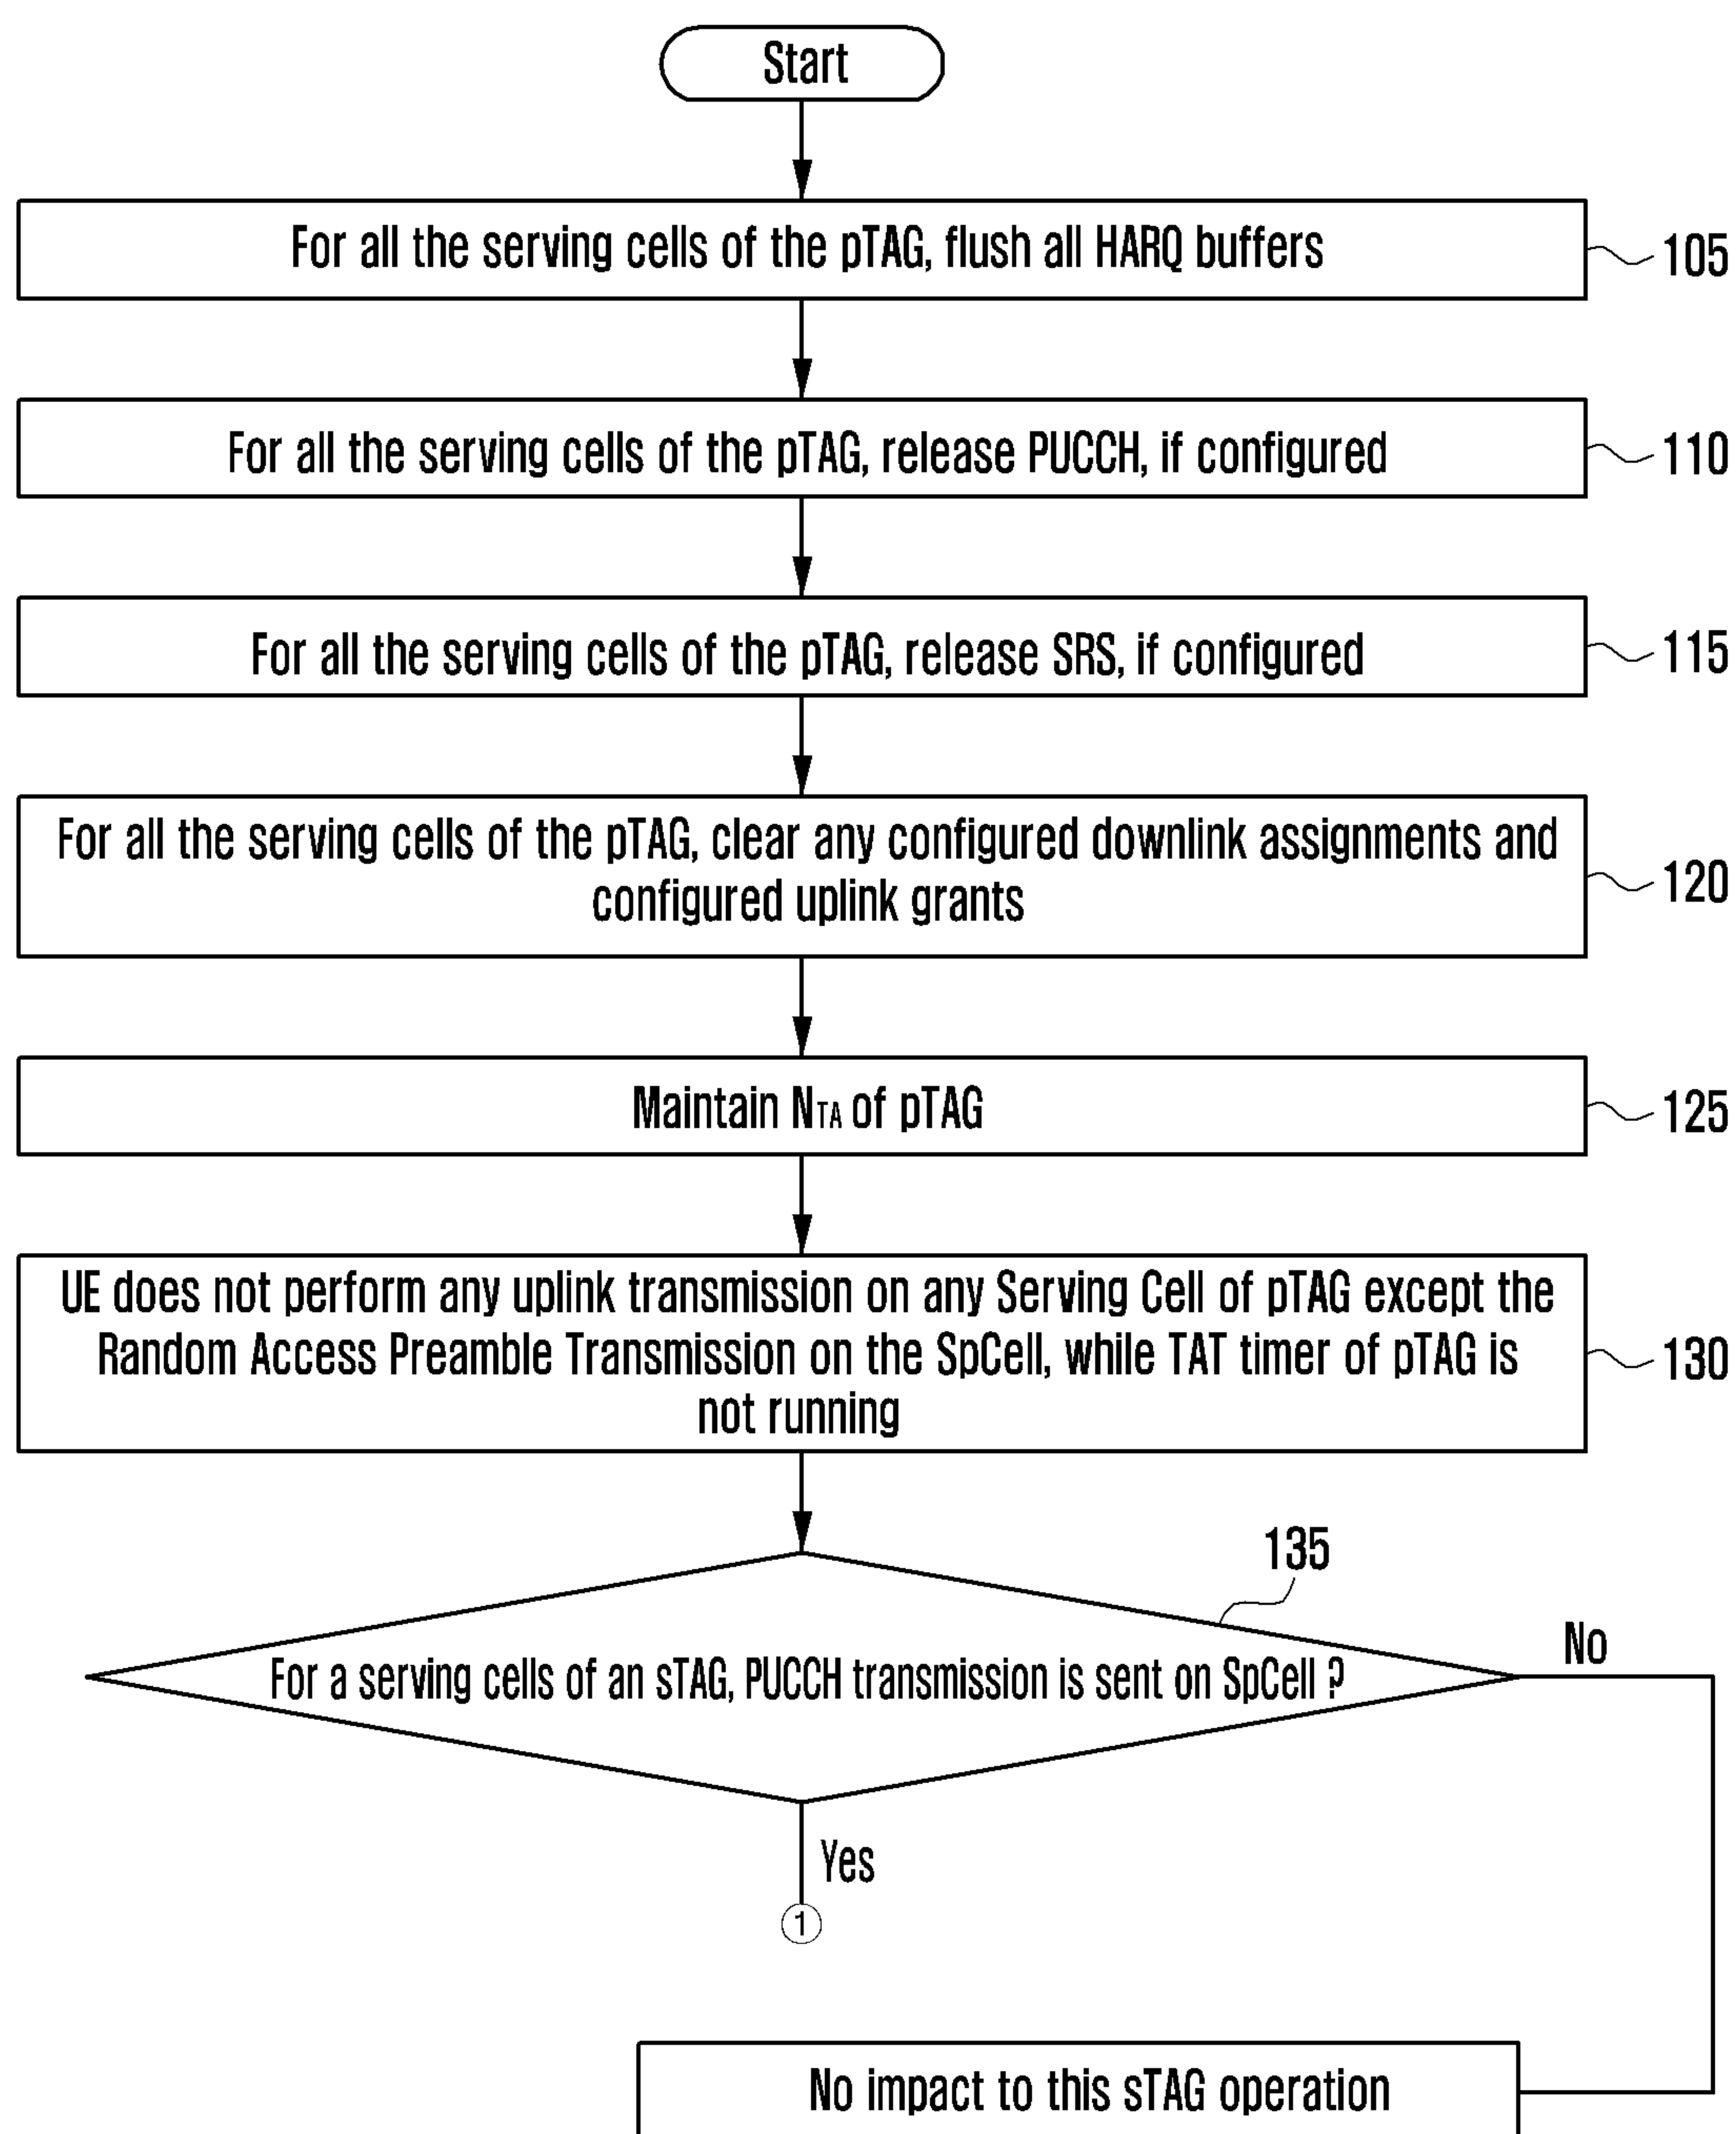 Start
For all the serving cells of the pTAG, flush all HARQ buffers
105
For all the serving cells of the pTAG, release PUCCH, if configured
110
For all the serving cells of the pTAG, release SRS, if configured
115
For all the serving cells of the pTAG, clear any configured downlink assignments and
configured uplink grants
120
Maintain NTA of pTAG
125
UE does not perform any uplink transmission on any Serving Cell of pTAG except the
Random Access Preamble Transmission on the SpCell, while TAT timer of pTAG is
not running
130
135
For a serving cells of an sTAG, PUCCH transmission is sent on SpCell ?
No
Yes
1
No impact to this sTAG operation